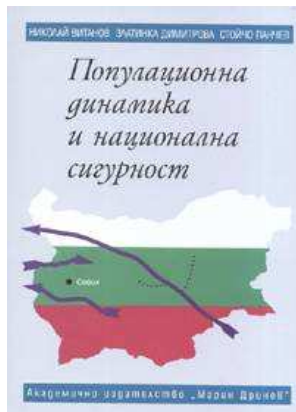 НИКОЛАЙ ВИТАНОВ ЗЛАТИНКА ДИМИТРОВА СТОЙЧО ПАНЧЕВ
Популационна
динамика
и национална
сигурност
София
Академично издателство „Марин Дринов“